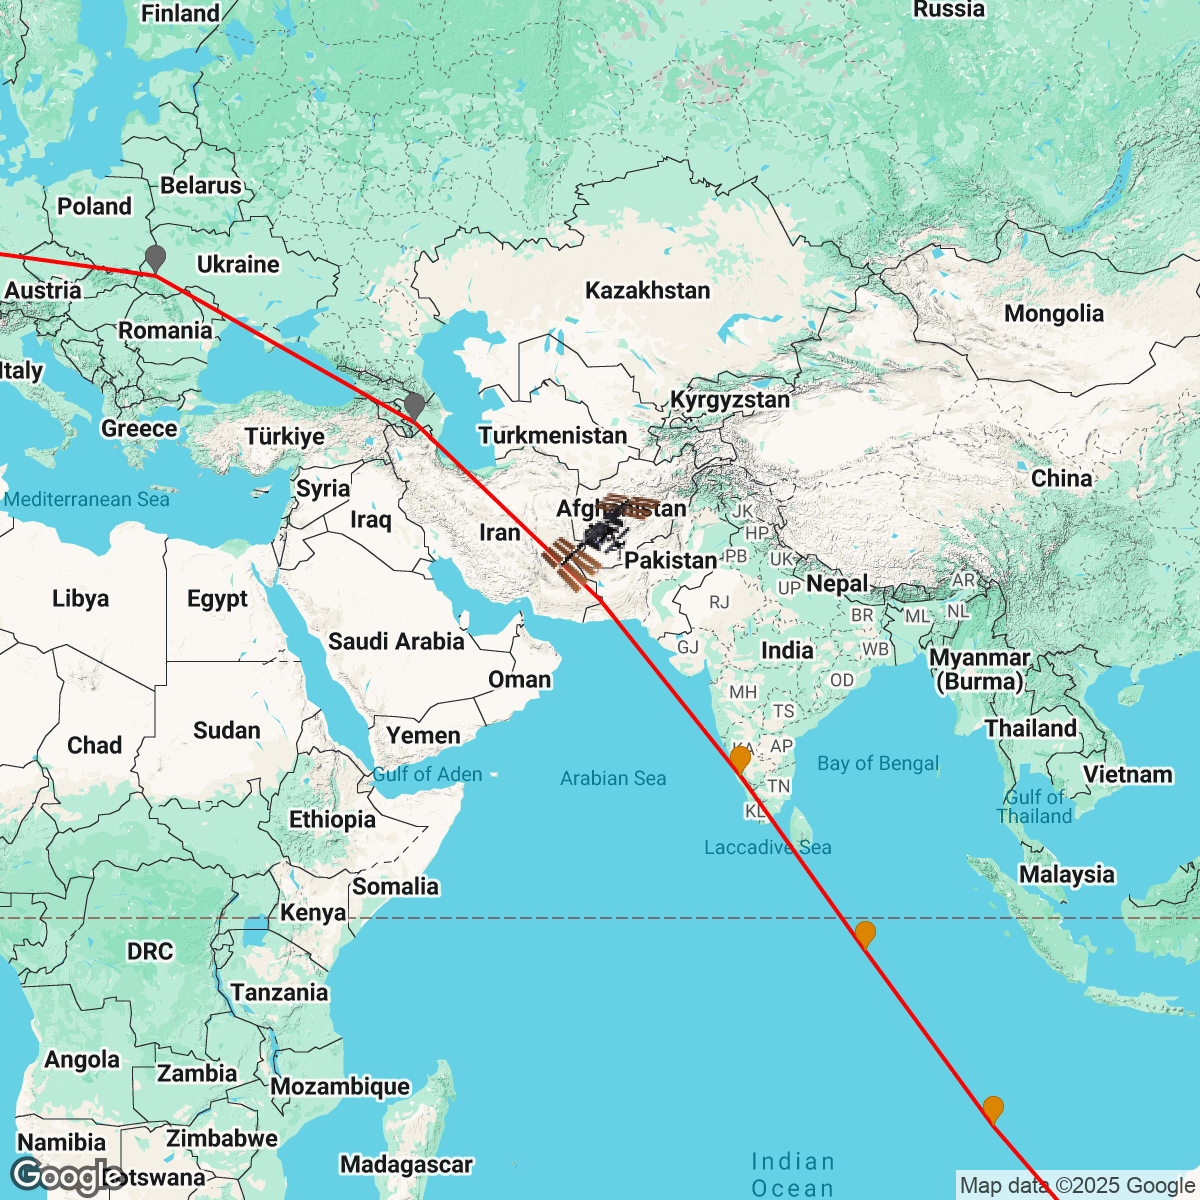 Finland
Russia
Belarus
Poland
Ukraine
Austria
Kazakhstan
Mongolia
Romania
Italy
Kyrgyzstan
Greece
Türkiye
Turkmenistan
China
Syria
Mediterranean Sea
Afghanistan
JK
Iraq
Iran
HP
PB
UK
Pakistan
AR
Nepal
UP
Libya
Egypt
RJ
BR
ML
NL
Saudi Arabia
GJ
India
WB
Myanmar
(Burma)
Oman
OD
MH
TS
Sudan
Thailand
Yemen
Chad
KA
AP
Bay of Bengal
Gulf of Aden
Arabian Sea
Vietnam
TN
Gulf of
Thailand
KL
Ethiopia
Laccadive Sea
Malaysia
Somalia
Kenya
DRC
Tanzania
Angola
Zambia
Mozambique
Namibia
Zimbabwe
Madagascar
Indian
Ocean
Google
Botswana
Map data ©2025 Google